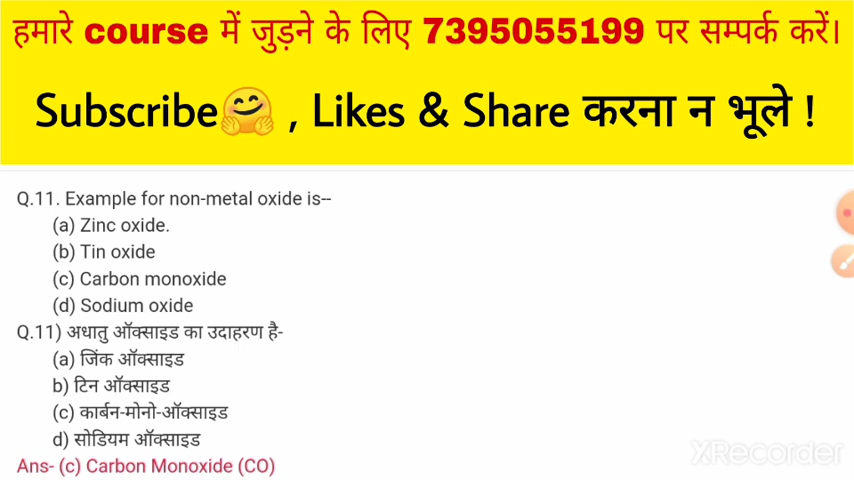 हमारे course में जुड़ने के लिए 7395055199 पर सम्पर्क करें।
Subscribe🤗 , Likes & Share करना न भूले !
Q.11. Example for non-metal oxide is--
(a) Zinc oxide.
(b) Tin oxide
(c) Carbon monoxide
(d) Sodium oxide
Q.11) अधातु ऑक्साइड का उदाहरण है-
(a) जिंक ऑक्साइड
b) टिन ऑक्साइड
(c) कार्बन-मोनो-ऑक्साइड
d) सोडियम ऑक्साइड
Ans- (c) Carbon Monoxide (CO)
XRecorder